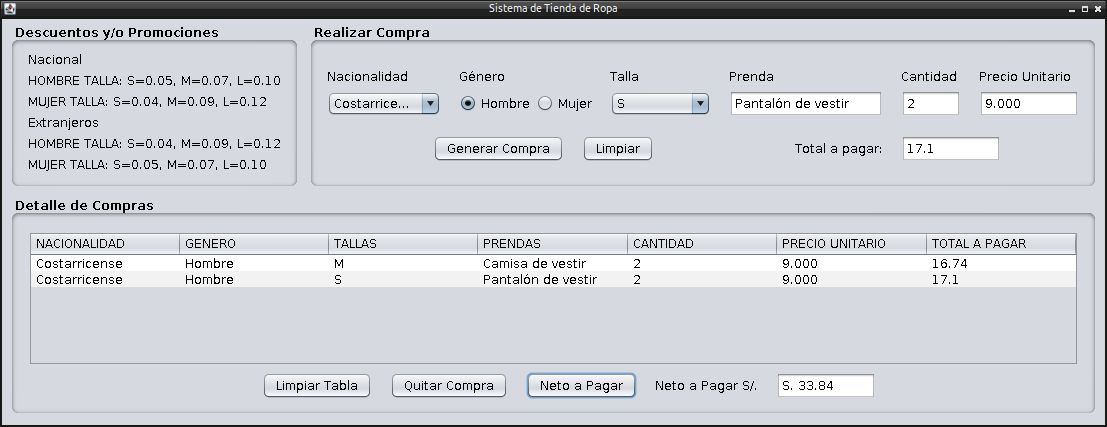 Sistema de Tienda de Ropa
Descuentos y/o Promociones
Nacional
HOMBRE TALLA: S=0.05, M=0.07, L=0.10
MUJER TALLA: S=0.04, M=0.09, L=0.12
Extranjeros
HOMBRE TALLA: S=0.04, M=0.09, L=0.12
MUJER TALLA: S=0.05, M=0.07, L=0.10
Realizar Compra
Nacionalidad Género Talla Prenda Cantidad Precio Unitario
Costarrice... Hombre Mujer S Pantalón de vestir 2 9.000
Generar Compra Limpiar Total a pagar: 17.1
Detalle de Compras
NACIONALIDAD GENERO TALLAS PRENDAS CANTIDAD PRECIO UNITARIO TOTAL A PAGAR
Costarricense Hombre M Camisa de vestir 2 9.000 16.74
Costarricense Hombre S Pantalón de vestir 2 9.000 17.1
Limpiar Tabla Quitar Compra Neto a Pagar Neto a Pagar S/. S. 33.84